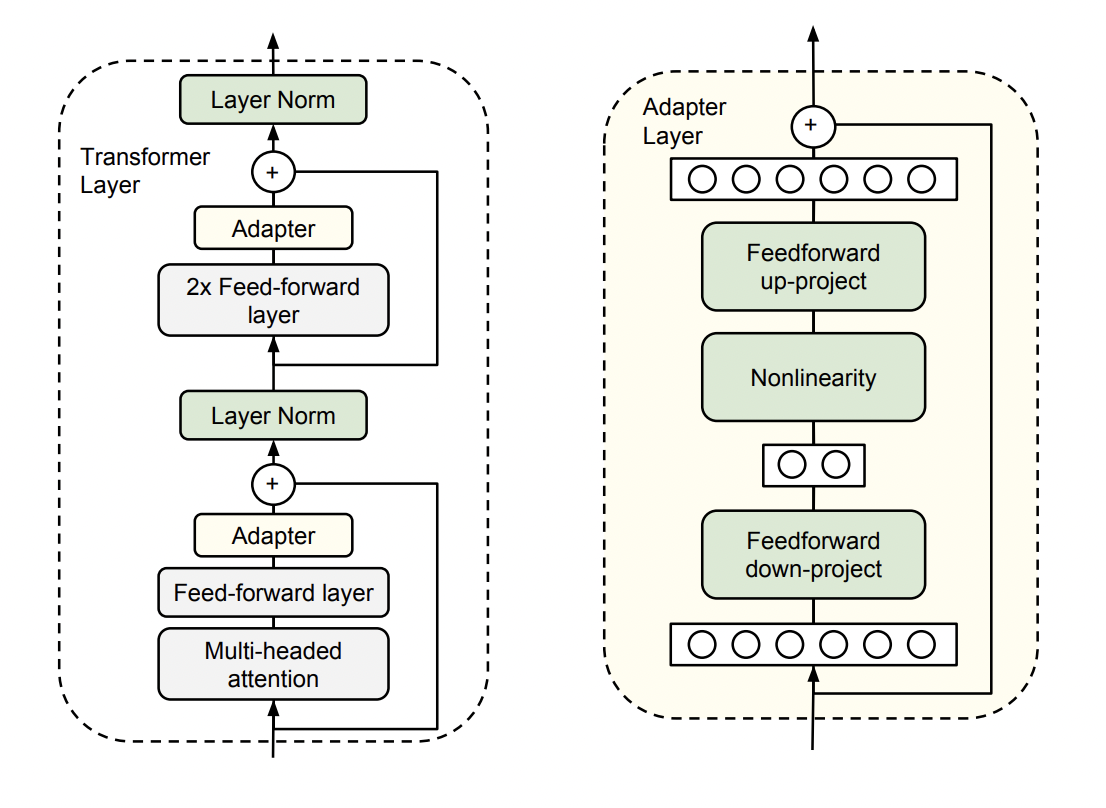 Layer Norm
Transformer
Layer
+
Adapter
2x Feed-forward
layer
Layer Norm
+
Adapter
Feed-forward layer
Multi-headed
attention
Adapter
Layer
+
Feedforward
up-project
Nonlinearity
Feedforward
down-project